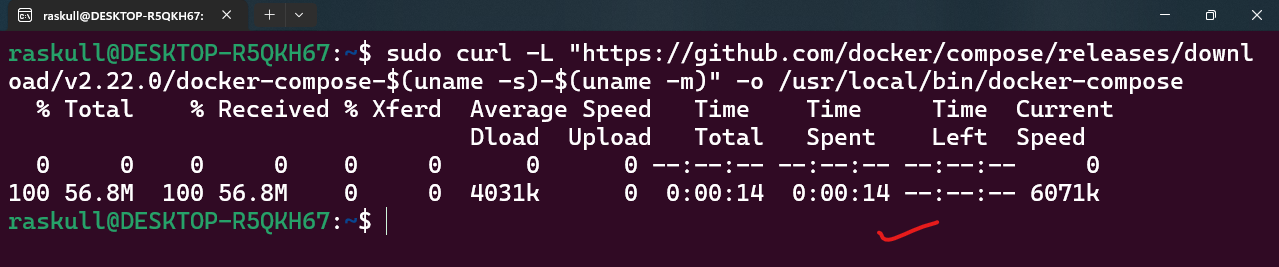 raskull@DESKTOP-R5QKH67:
raskull@DESKTOP-R5QKH67:~$ sudo curl -L "https://github.com/docker/compose/releases/downl
oad/v2.22.0/docker-compose-$(uname -s)-$(uname -m)" -o /usr/local/bin/docker-compose
  % Total    % Received % Xferd  Average Speed   Time    Time     Time  Current
                                 Dload  Upload   Total   Spent    Left  Speed
  0     0    0     0    0     0      0      0 --:--:-- --:--:-- --:--:--     0
100 56.8M  100 56.8M    0     0  4031k      0  0:00:14  0:00:14 --:--:-- 6071k
raskull@DESKTOP-R5QKH67:~$